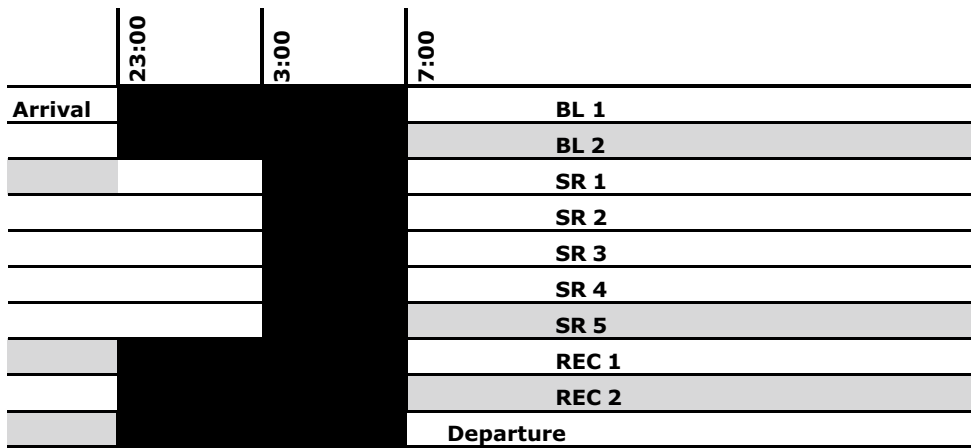 23:00
3:00
7:00
Arrival BL 1
BL 2
SR 1
SR 2
SR 3
SR 4
SR 5
REC 1
REC 2
Departure